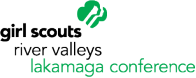 girl scouts
river valleys
lakamaga conference